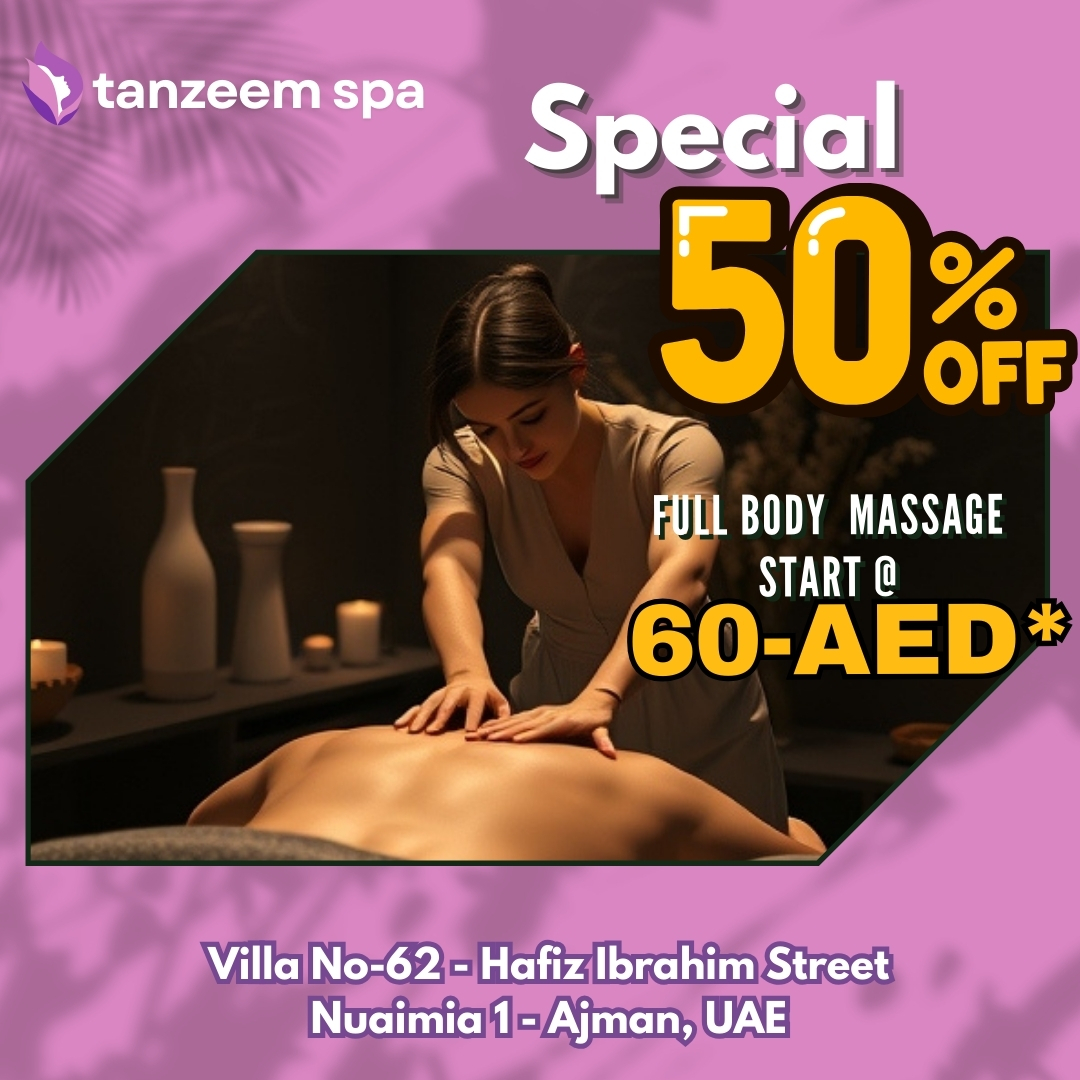 tanzeem spa
Special
50%
OFF
FULL BODY MASSAGE
START @
60-AED*
Villa No-62 - Hafiz Ibrahim Street
Nuaimia 1 - Ajman, UAE